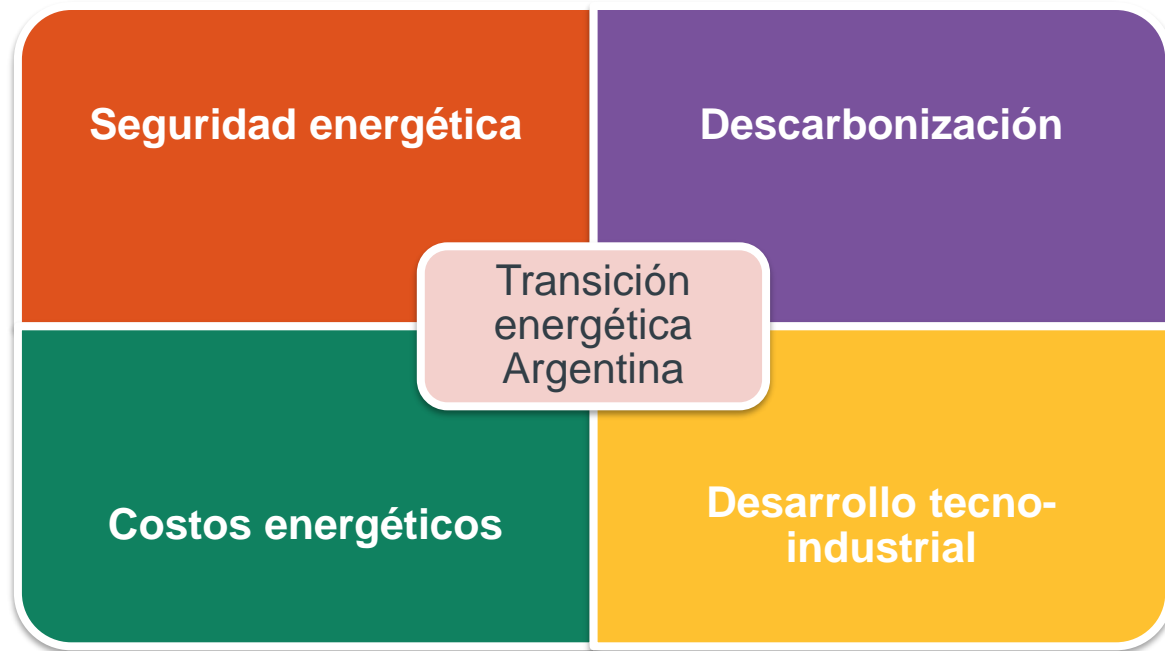 Seguridad energética
Descarbonización
Transición
energética
Argentina
Costos energéticos
Desarrollo tecno-
industrial